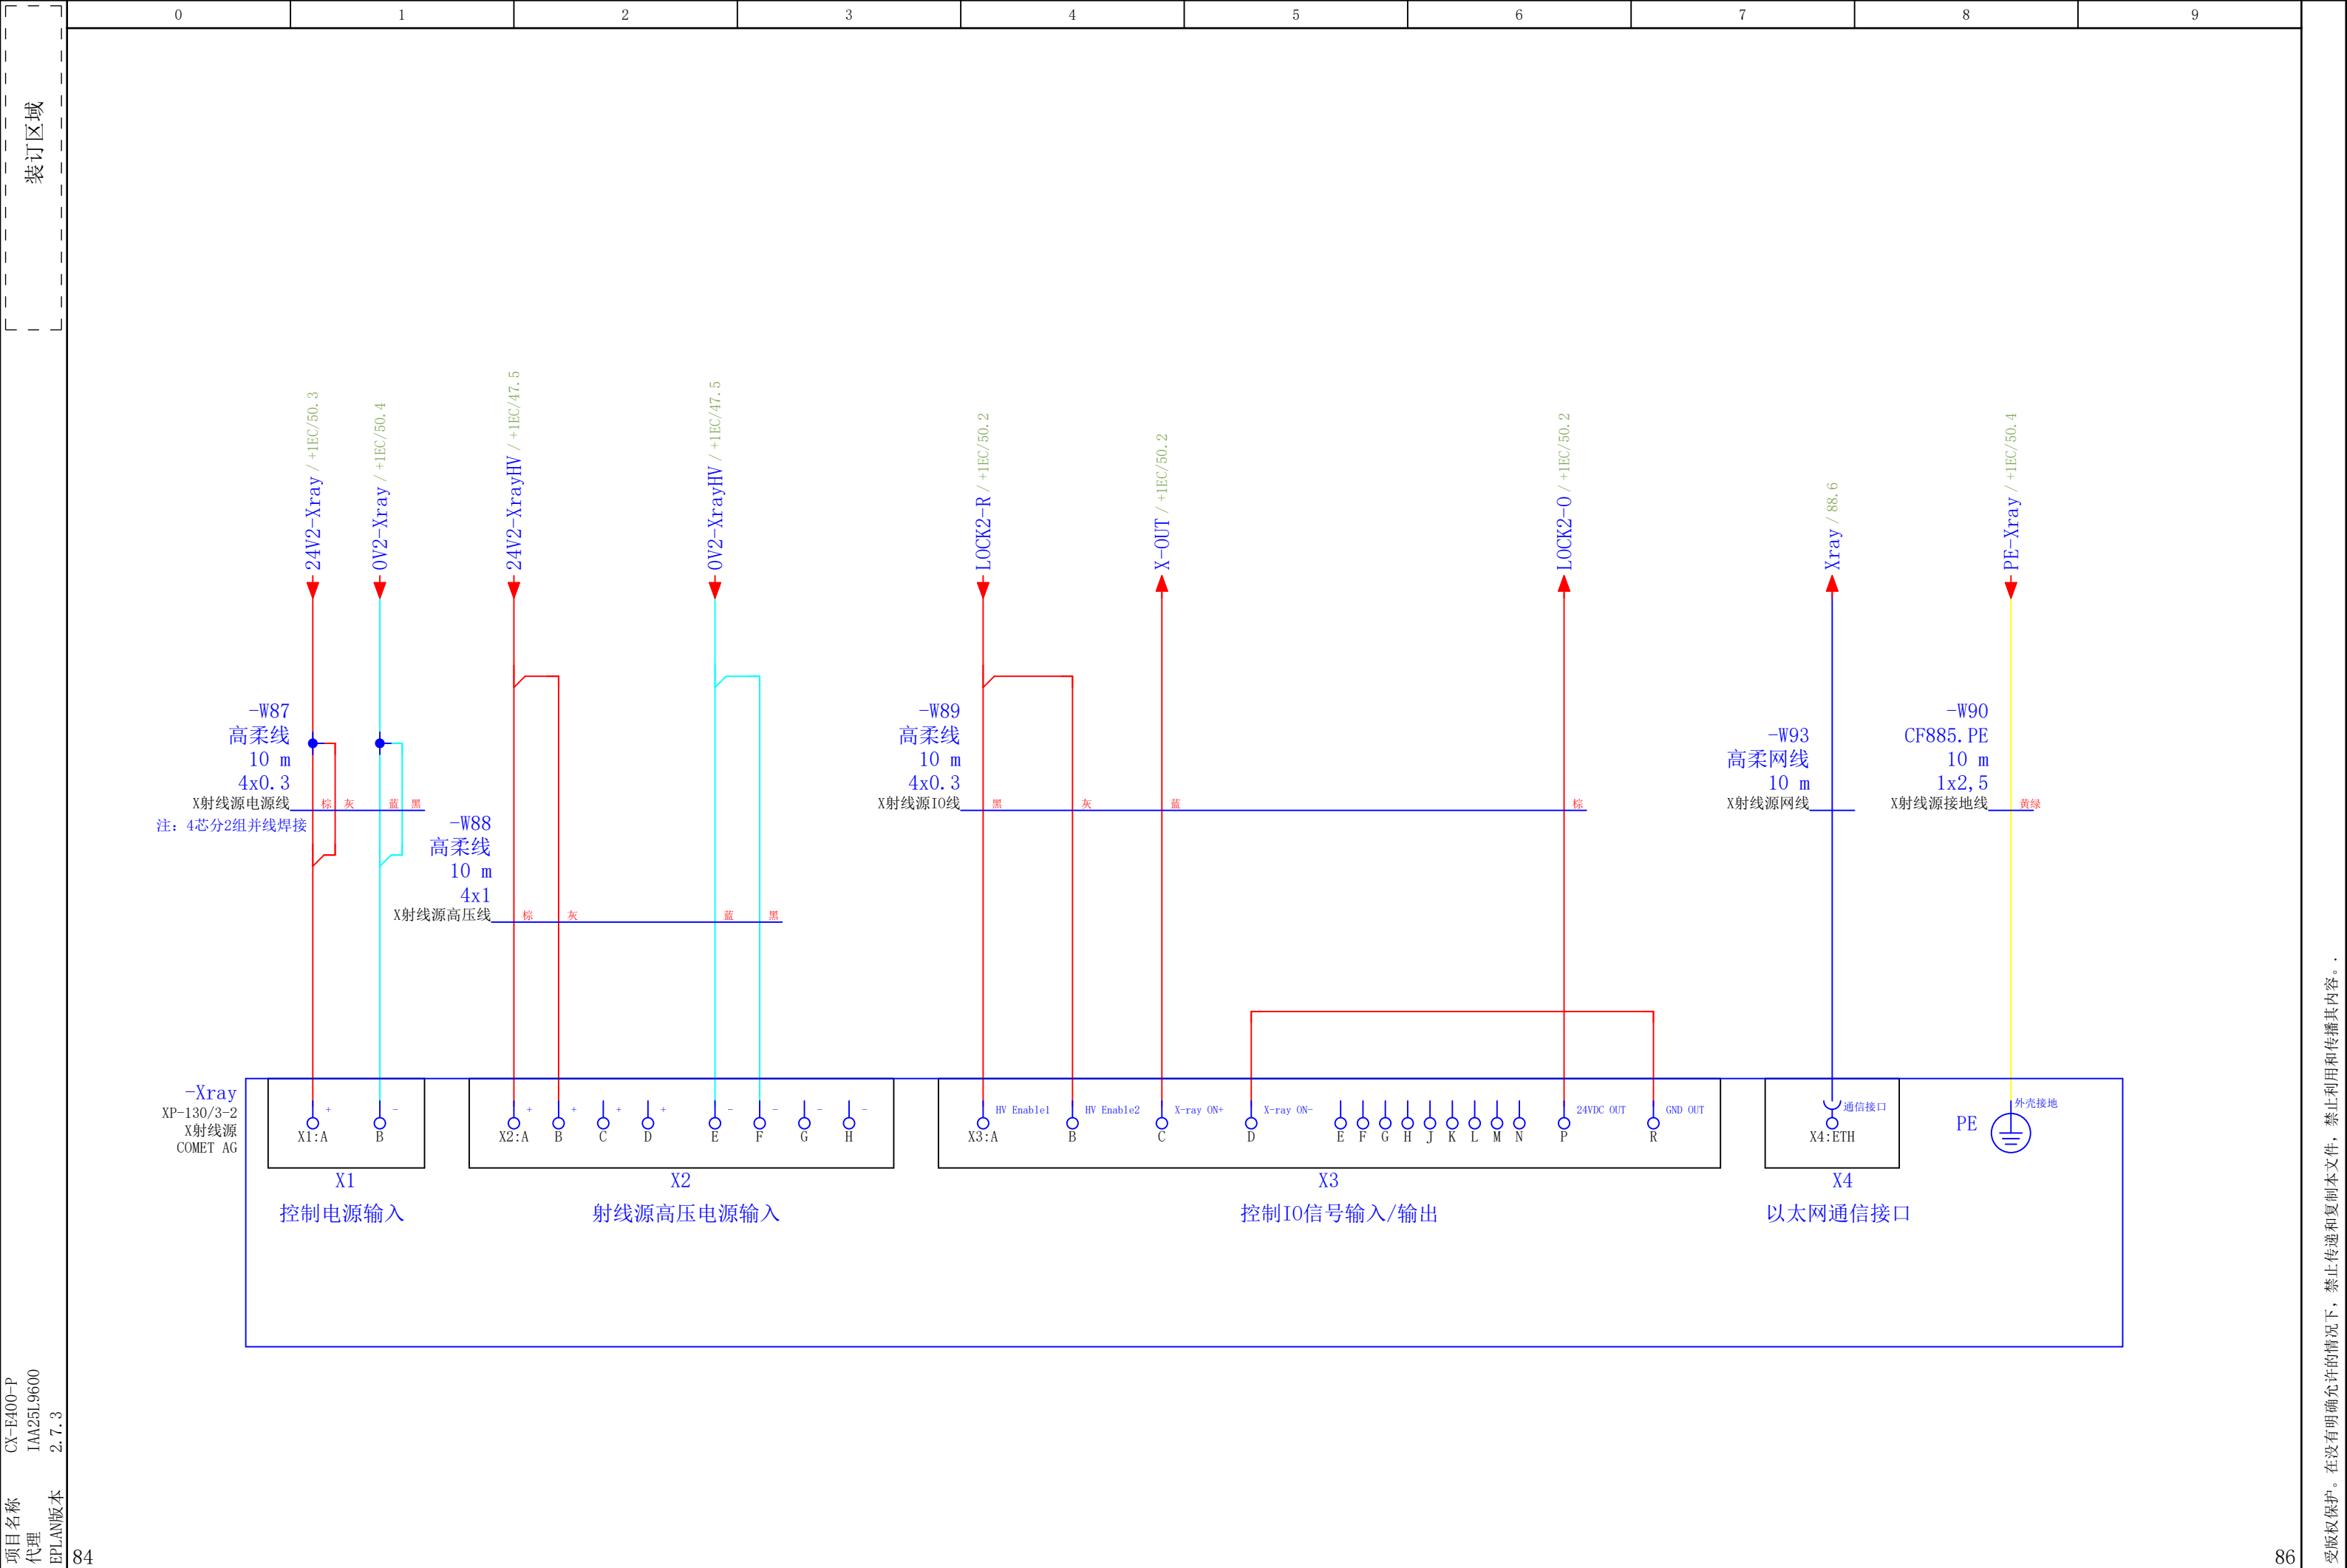 0 1 2 3 4 5 6 7 8 9
装订区域
24V2-Xray / +1EC/50.3
0V2-Xray / +1EC/50.4
24V2-XrayHV / +1EC/47.5
0V2-XrayHV / +1EC/47.5
LOCK2-R / +1EC/50.2
X-OUT / +1EC/50.2
LOCK2-O / +1EC/50.2
Xray / 88.6
PE-Xray / +1EC/50.4
-W87
高柔线
10 m
4x0.3
X射线源电源线
棕 灰 蓝 黑
注: 4芯分2组并线焊接
-W88
高柔线
10 m
4x1
X射线源高压线
棕 灰 蓝 黑
-W89
高柔线
10 m
4x0.3
X射线源IO线
黑 灰 蓝 棕
-W93
高柔网线
10 m
X射线源网线
-W90
CF885.PE
10 m
1x2,5
X射线源接地线
黄绿
-Xray
XP-130/3-2
X射线源
COMET AG
+ -
X1:A B
X1
控制电源输入
+ + + + - - - -
X2:A B C D E F G H
X2
射线源高压电源输入
HV Enable1 HV Enable2 X-ray ON+ X-ray ON- 24VDC OUT GND OUT
X3:A B C D E F G H J K L M N P R
X3
控制IO信号输入/输出
通信接口
X4:ETH
X4
以太网通信接口
外壳接地
PE
项目名称 CX-E400-P
代理 IAA25L9600
EPLAN版本 2.7.3
84
86
受版权保护。在没有明确允许的情况下，禁止传递和复制本文件，禁止利用和传播其内容。.